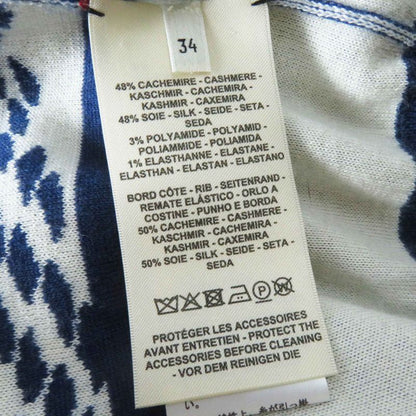 34
48% CACHEMIRE - CASHMERE -
KASCHMIR - CACHEMIRA -
KASHMIR - CAXEMIRA
48% SOIE - SILK - SEIDE - SETA -
SEDA
3% POLYAMIDE - POLYAMID -
POLIAMMIDE - POLIAMIDA
1% ELASTHANNE - ELASTANE -
ELASTHAN - ELASTAN - ELASTANO
BORD CÔTE - RIB - SEITENRAND -
REMATE ELÁSTICO - ORLO A
COSTINE - PUNHO E BORDA
50% CACHEMIRE - CASHMERE -
KASCHMIR - CACHEMIRA -
KASHMIR - CAXEMIRA
50% SOIE - SILK - SEIDE - SETA -
SEDA
P
PROTÉGER LES ACCESSOIRES
AVANT ENTRETIEN - PROTECT THE
ACCESSORIES BEFORE CLEANING
- VOR DEM REINIGEN DIE
い。